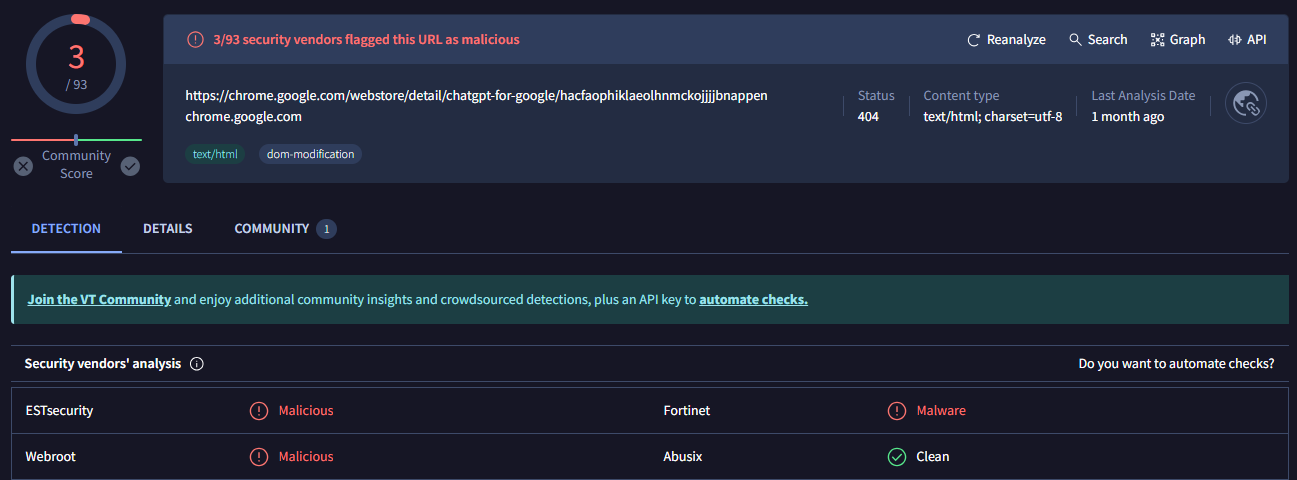 3
/ 93
Community
Score
3/93 security vendors flagged this URL as malicious
Reanalyze
Search
Graph
API
https://chrome.google.com/webstore/detail/chatgpt-for-google/hacfaophiklaeolhnmckojjjjbnappen
chrome.google.com
text/html
dom-modification
Status
404
Content type
text/html; charset=utf-8
Last Analysis Date
1 month ago
DETECTION
DETAILS
COMMUNITY 1
Join the VT Community and enjoy additional community insights and crowdsourced detections, plus an API key to automate checks.
Security vendors' analysis
Do you want to automate checks?
ESTsecurity Malicious Fortinet Malware
Webroot Malicious Abusix Clean